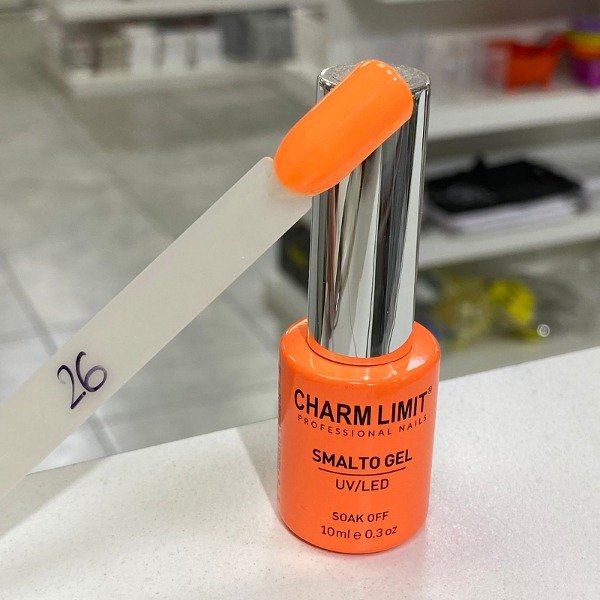 26
CHARM LIMIT®
PROFESSIONAL NAILS
SMALTO GEL
UV/LED
SOAK OFF
10ml e 0.3 oz